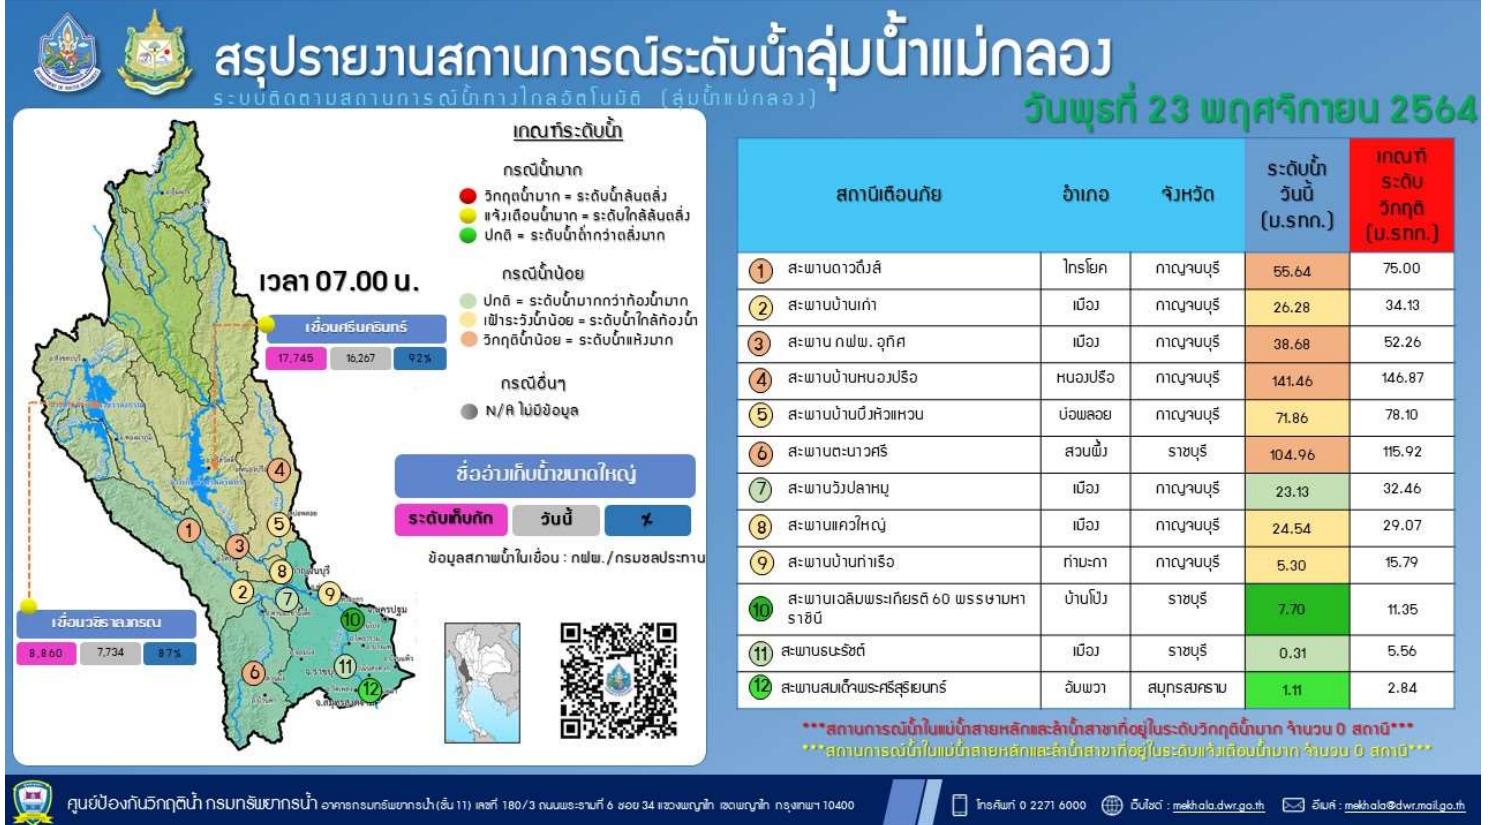 สรุปรายงานสถานการณ์ระดับน้ำลุ่มน้ำแม่กลอง
ระบบติดตามสถานการณ์น้ำทางไกลอัตโนมัติ (ลุ่มน้ำแม่กลอง)
วันพุธที่ 23 พฤศจิกายน 2564
เกณฑ์ระดับน้ำ
กรณีน้ำมาก
วิกฤติน้ำมาก = ระดับน้ำล้นตลิ่ง
แจ้งเตือนน้ำมาก = ระดับใกล้ล้นตลิ่ง
ปกติ = ระดับน้ำต่ำกว่าตลิ่งมาก
กรณีน้ำน้อย
ปกติ = ระดับน้ำมากกว่าท้องน้ำมาก
เฝ้าระวังน้ำน้อย = ระดับน้ำใกล้ท้องน้ำ
วิกฤติน้ำน้อย = ระดับน้ำแห้งมาก
กรณีอื่นๆ
N/A ไม่มีข้อมูล
เวลา 07.00 น.
เขื่อนศรีนครินทร์
17,745 16,267 92%
เขื่อนวชิราลงกรณ
8,860 7,734 87%
ชื่ออ่างเก็บน้ำขนาดใหญ่
ระดับเก็บกัก วันนี้ %
ข้อมูลสภาพน้ำในเขื่อน : กฟผ./กรมชลประทาน
4
5
1
3
8
2
7
9
10
11
6
12
สถานีเตือนภัย อำเภอ จังหวัด ระดับน้ำวันนี้ (ม.รทก.) เกณฑ์ระดับวิกฤติ (ม.รทก.)
1 สะพานดาวดึงส์ ไทรโยค กาญจนบุรี 55.64 75.00
2 สะพานบ้านเก่า เมือง กาญจนบุรี 26.28 34.13
3 สะพาน กฟผ. อุทิศ เมือง กาญจนบุรี 38.68 52.26
4 สะพานบ้านหนองปรือ หนองปรือ กาญจนบุรี 141.46 146.87
5 สะพานบ้านบึงหัวแหวน บ่อพลอย กาญจนบุรี 71.86 78.10
6 สะพานตะนาวศรี สวนผึ้ง ราชบุรี 104.96 115.92
7 สะพานวังปลาหมู เมือง กาญจนบุรี 23.13 32.46
8 สะพานแควใหญ่ เมือง กาญจนบุรี 24.54 29.07
9 สะพานบ้านท่าเรือ ท่ามะกา กาญจนบุรี 5.30 15.79
10 สะพานเฉลิมพระเกียรติ 60 พรรษามหาราชินี บ้านโป่ง ราชบุรี 7.70 11.35
11 สะพานธนะรัชต์ เมือง ราชบุรี 0.31 5.56
12 สะพานสมเด็จพระศรีสุริเยนทร์ อัมพวา สมุทรสงคราม 1.11 2.84
***สถานการณ์น้ำในแม่น้ำสายหลักและลำน้ำสาขาที่อยู่ในระดับวิกฤติน้ำมาก จำนวน 0 สถานี***
***สถานการณ์น้ำในแม่น้ำสายหลักและลำน้ำสาขาที่อยู่ในระดับแจ้งเตือนน้ำมาก จำนวน 0 สถานี***
ศูนย์ป้องกันวิกฤติน้ำ กรมทรัพยากรน้ำ อาคารกรมทรัพยากรน้ำ(ชั้น 11) เลขที่ 180/3 ถนนพระรามที่ 6 ซอย 34 แขวงพญาไท เขตพญาไท กรุงเทพฯ 10400
โทรศัพท์ 0 2271 6000 เว็บไซต์ : mekhala.dwr.go.th อีเมล์ : mekhala@dwr.mail.go.th